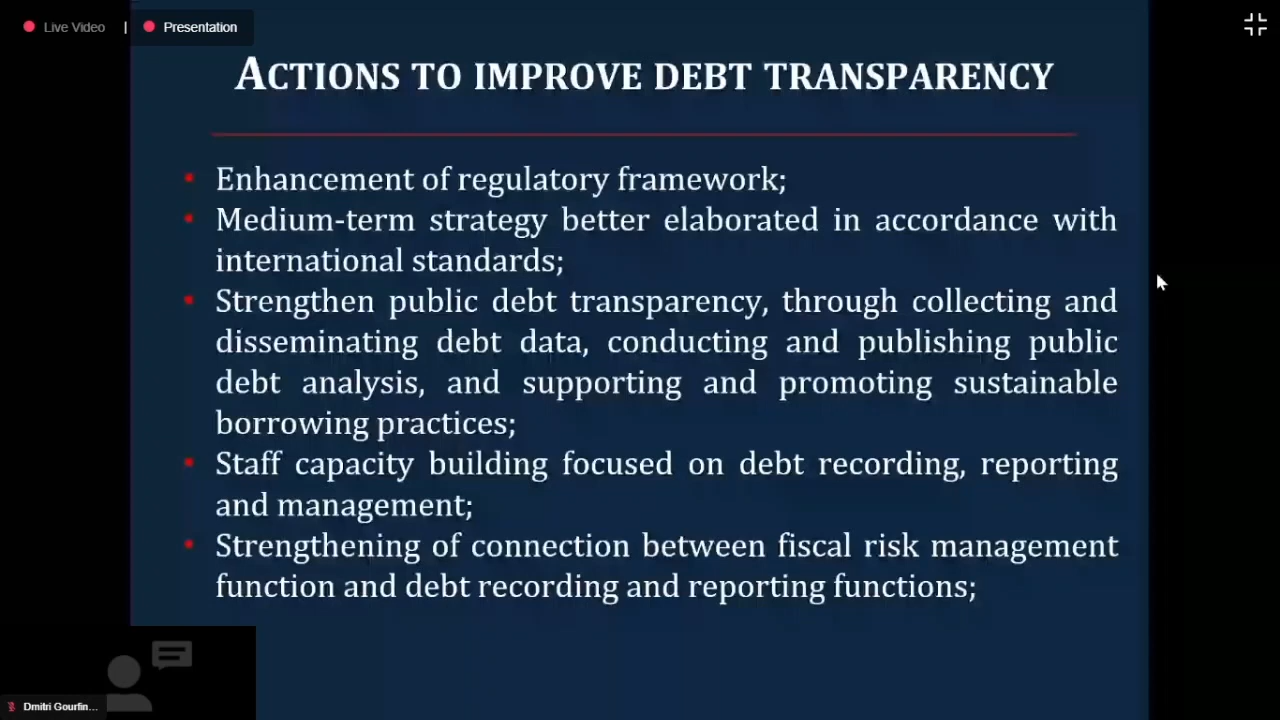 Live Video | Presentation
ACTIONS TO IMPROVE DEBT TRANSPARENCY
Enhancement of regulatory framework;
Medium-term strategy better elaborated in accordance with
international standards;
Strengthen public debt transparency, through collecting and
disseminating debt data, conducting and publishing public
debt analysis, and supporting and promoting sustainable
borrowing practices;
Staff capacity building focused on debt recording, reporting
and management;
Strengthening of connection between fiscal risk management
function and debt recording and reporting functions;
Dmitri Gourfin...